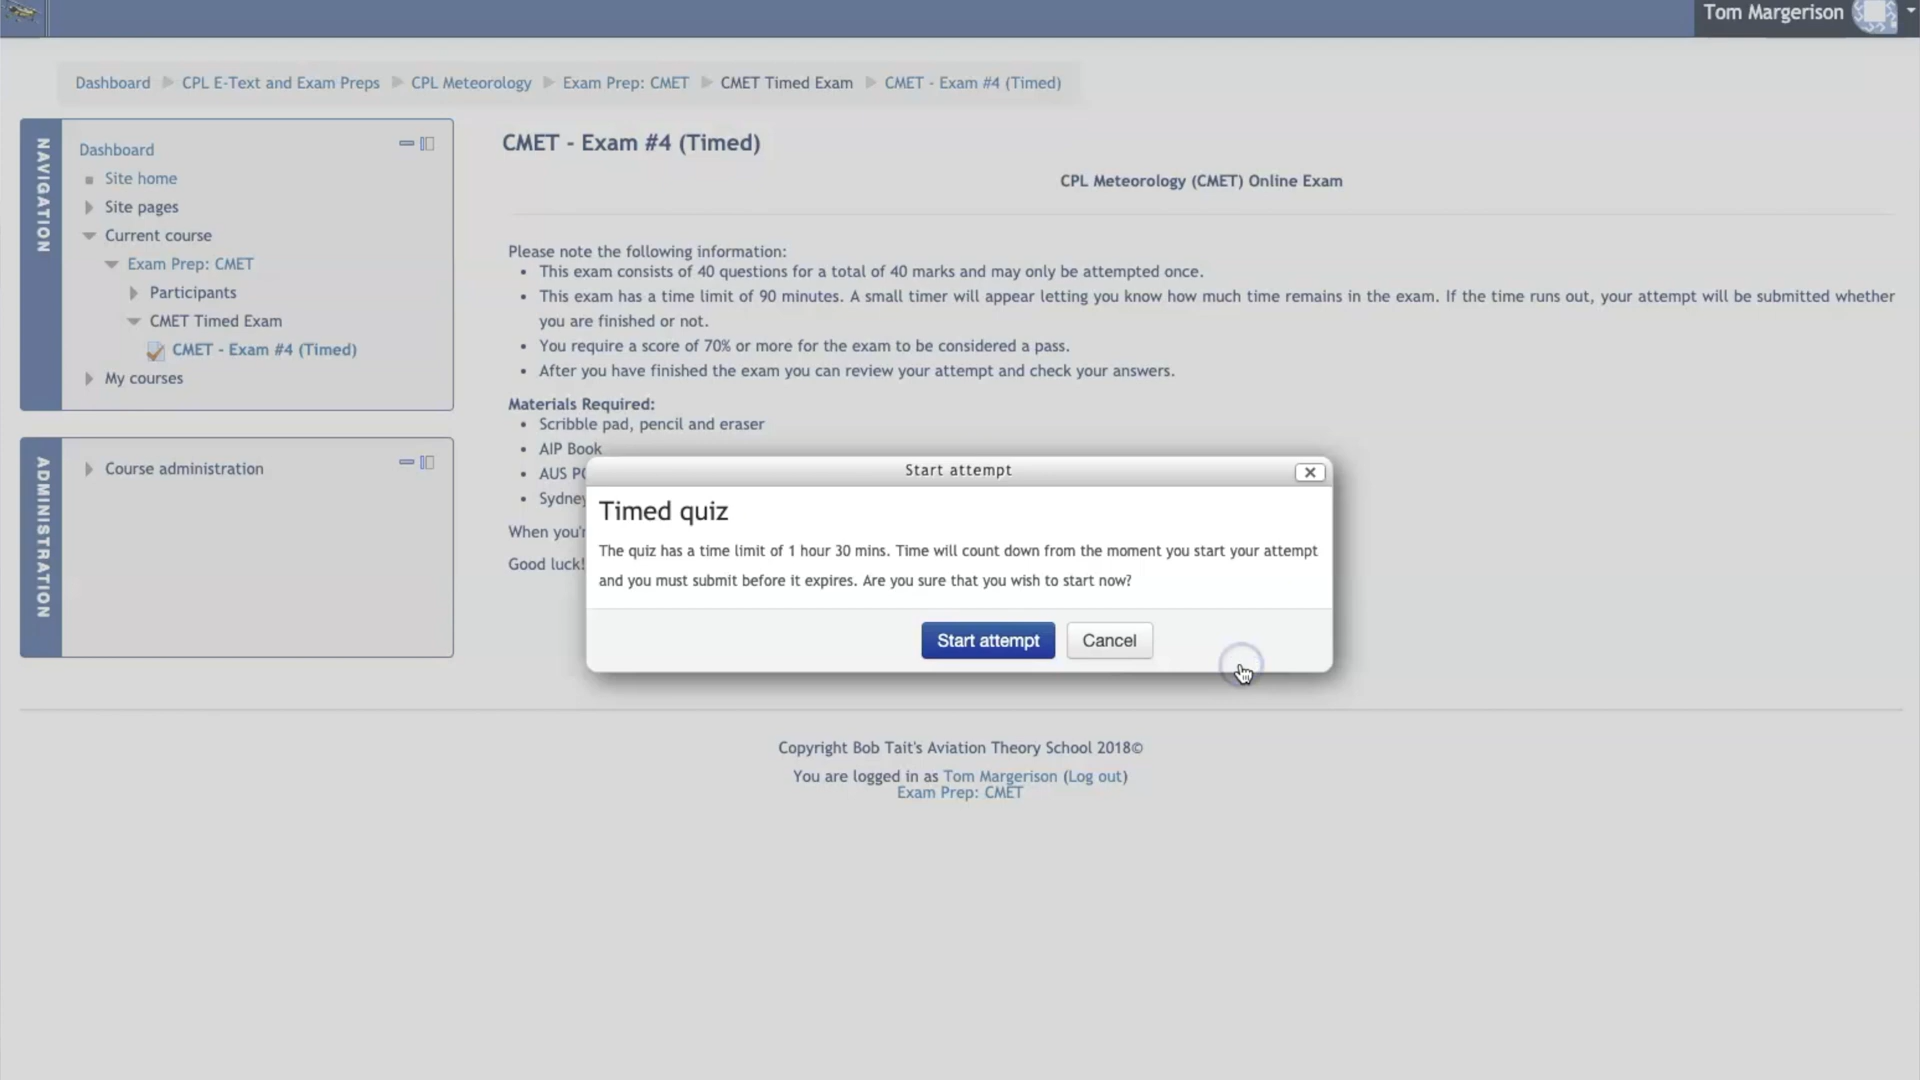 Tom Margerison
Dashboard CPL E-Text and Exam Preps CPL Meteorology Exam Prep: CMET CMET Timed Exam CMET - Exam #4 (Timed)
NAVIGATION
Dashboard
Site home
Site pages
Current course
Exam Prep: CMET
Participants
CMET Timed Exam
CMET - Exam #4 (Timed)
My courses
ADMINISTRATION
Course administration
CMET - Exam #4 (Timed)
CPL Meteorology (CMET) Online Exam
Please note the following information:
• This exam consists of 40 questions for a total of 40 marks and may only be attempted once.
• This exam has a time limit of 90 minutes. A small timer will appear letting you know how much time remains in the exam. If the time runs out, your attempt will be submitted whether
you are finished or not.
• You require a score of 70% or more for the exam to be considered a pass.
• After you have finished the exam you can review your attempt and check your answers.
Materials Required:
• Scribble pad, pencil and eraser
• AIP Book
• AUS
• Sydney
When
Good luck!
Start attempt
Timed quiz
The quiz has a time limit of 1 hour 30 mins. Time will count down from the moment you start your attempt
and you must submit before it expires. Are you sure that you wish to start now?
Start attempt Cancel
Copyright Bob Tait's Aviation Theory School 2018©
You are logged in as Tom Margerison (Log out)
Exam Prep: CMET